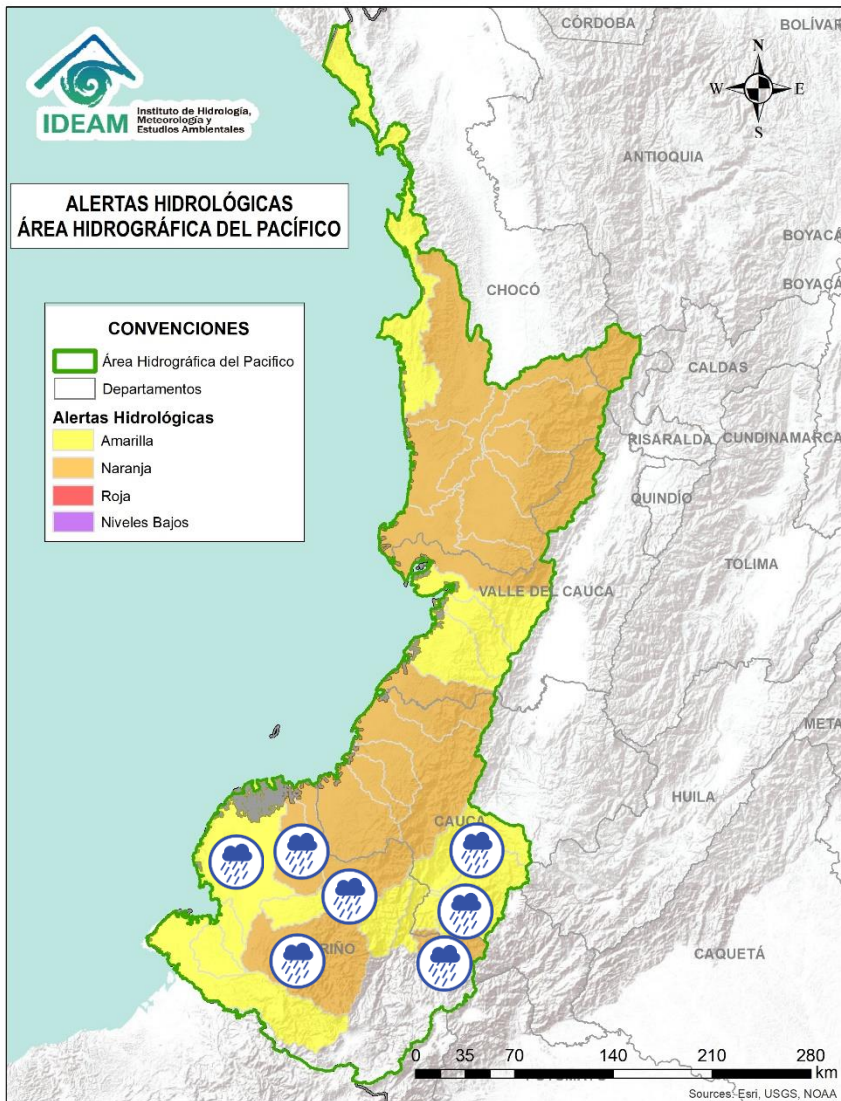 CÓRDOBA
BOLÍVAR
IDEAM
Instituto de Hidrología,
Meteorología y
Estudios Ambientales
N
W
E
S
ANTIOQUIA
ALERTAS HIDROLÓGICAS
ÁREA HIDROGRÁFICA DEL PACÍFICO
BOYACÁ
BOYACÁ
CHOCÓ
CONVENCIONES
Área Hidrográfica del Pacifico
Departamentos
Alertas Hidrológicas
Amarilla
Naranja
Roja
Niveles Bajos
CALDAS
RISARALDA
CUNDINAMARCA
QUINDÍO
TOLIMA
VALLE DEL CAUCA
META
HUILA
CAUCA
RIÑO
CAQUETÁ
0 35 70 140 210 280
km
Sources: Esri, USGS, NOAA